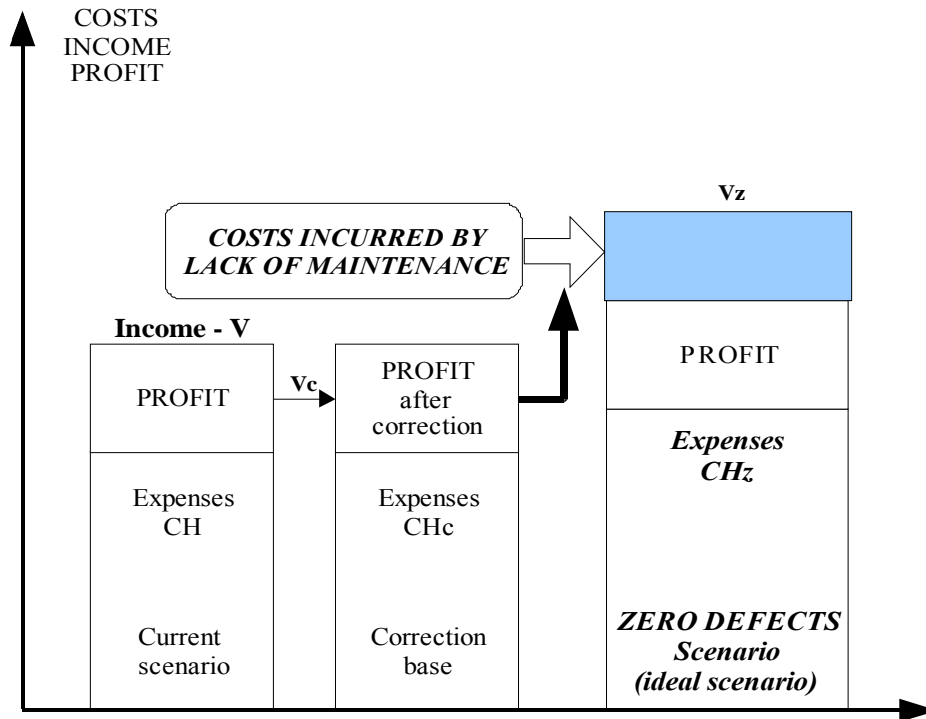 COSTS
INCOME
PROFIT
Vz
COSTS INCURRED BY
LACK OF MAINTENANCE
Income - V
PROFIT
Vc
PROFIT
after
correction
PROFIT
Expenses
CH
Expenses
CHc
Expenses
CHz
Current
scenario
Correction
base
ZERO DEFECTS
Scenario
(ideal scenario)